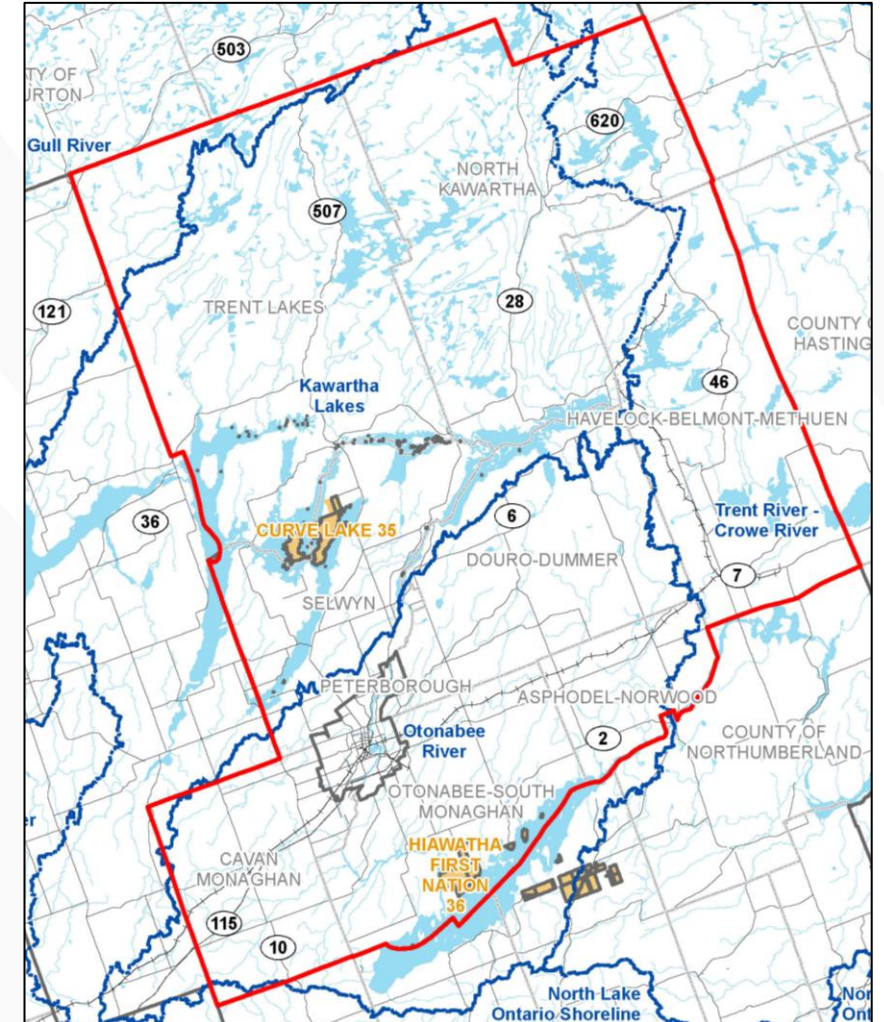 503
TY OF
URTON
Gull River
620
NORTH
KAWARTHA
507
28
121
TRENT LAKES
COUNTY O
HASTING
46
Kawartha
Lakes
HAVELOCK-BELMONT-METHUEN
36
CURVE LAKE 35
6
Trent River -
Crowe River
DOURO-DUMMER
7
SELWYN
PETERBOROUGH
ASPHODEL-NORWOOD
Otonabee
River
2
COUNTY OF
NORTHUMBERLAND
OTONABEE-SOUTH
MONAGHAN
er
HIAWATHA
FIRST
NATION
36
CAVAN
MONAGHAN
115
10
North Lake
Ontario Shoreline
Nor
Ont